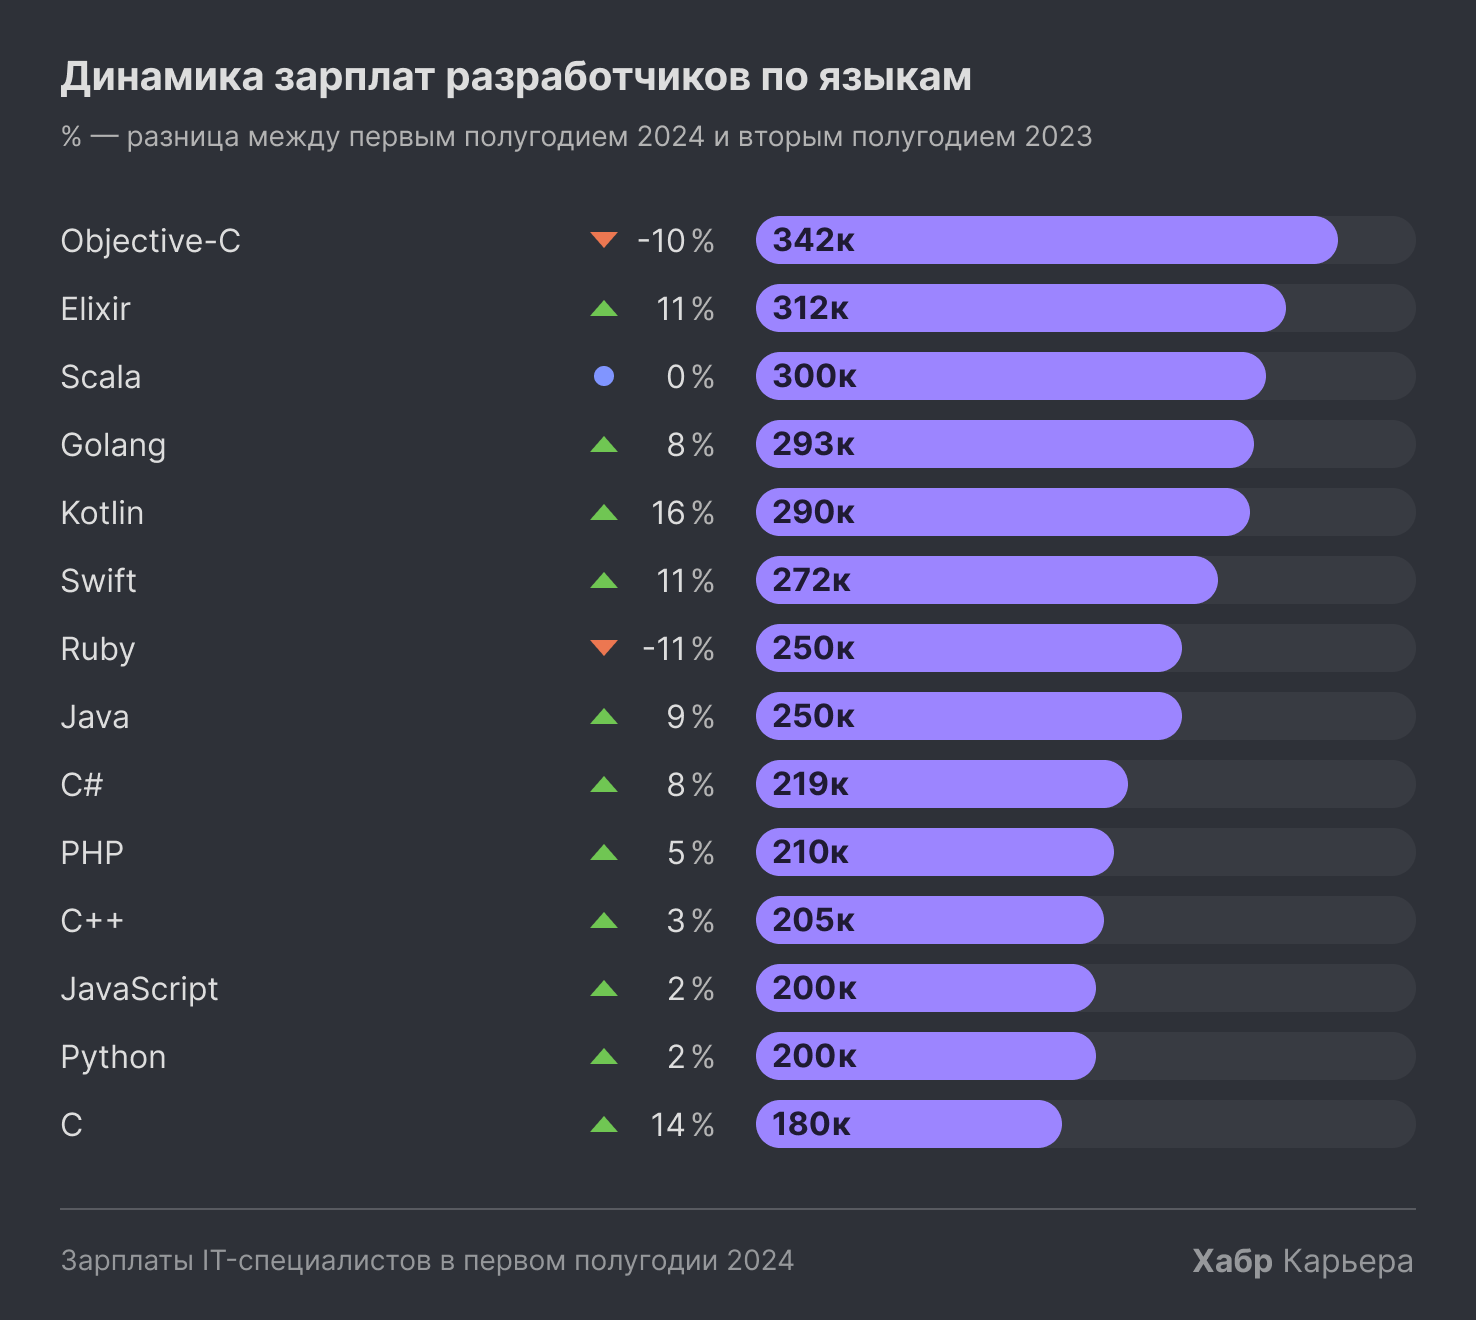 Динамика зарплат разработчиков по языкам
% — разница между первым полугодием 2024 и вторым полугодием 2023
Objective-C -10 % 342к
Elixir 11 % 312к
Scala 0 % 300к
Golang 8 % 293к
Kotlin 16 % 290к
Swift 11 % 272к
Ruby -11 % 250к
Java 9 % 250к
C# 8 % 219к
PHP 5 % 210к
C++ 3 % 205к
JavaScript 2 % 200к
Python 2 % 200к
C 14 % 180к
Зарплаты IT-специалистов в первом полугодии 2024 Хабр Карьера